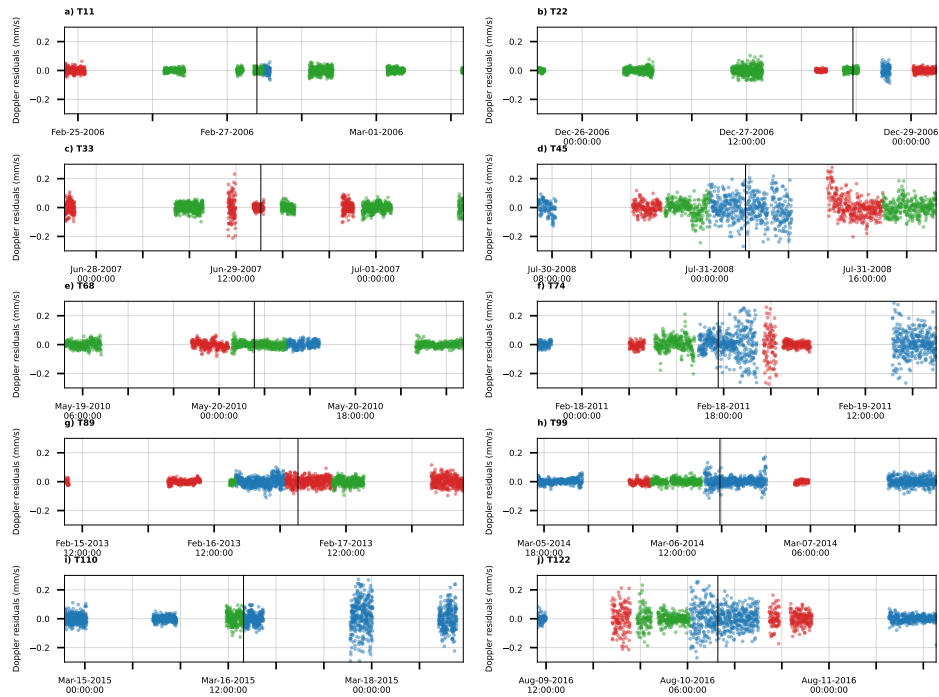 a) T11
Doppler residuals (mm/s)
0.2
0.0
−0.2
Feb-25-2006
Feb-27-2006
Mar-01-2006
b) T22
Doppler residuals (mm/s)
0.2
0.0
−0.2
Dec-26-2006
00:00:00
Dec-27-2006
12:00:00
Dec-29-2006
00:00:00
c) T33
Doppler residuals (mm/s)
0.2
0.0
−0.2
Jun-28-2007
00:00:00
Jun-29-2007
12:00:00
Jul-01-2007
00:00:00
d) T45
Doppler residuals (mm/s)
0.2
0.0
−0.2
Jul-30-2008
08:00:00
Jul-31-2008
00:00:00
Jul-31-2008
16:00:00
e) T68
Doppler residuals (mm/s)
0.2
0.0
−0.2
May-19-2010
06:00:00
May-20-2010
00:00:00
May-20-2010
18:00:00
f) T74
Doppler residuals (mm/s)
0.2
0.0
−0.2
Feb-18-2011
00:00:00
Feb-18-2011
18:00:00
Feb-19-2011
12:00:00
g) T89
Doppler residuals (mm/s)
0.2
0.0
−0.2
Feb-15-2013
12:00:00
Feb-16-2013
12:00:00
Feb-17-2013
12:00:00
h) T99
Doppler residuals (mm/s)
0.2
0.0
−0.2
Mar-05-2014
18:00:00
Mar-06-2014
12:00:00
Mar-07-2014
06:00:00
i) T110
Doppler residuals (mm/s)
0.2
0.0
−0.2
Mar-15-2015
00:00:00
Mar-16-2015
12:00:00
Mar-18-2015
00:00:00
j) T122
Doppler residuals (mm/s)
0.2
0.0
−0.2
Aug-09-2016
12:00:00
Aug-10-2016
06:00:00
Aug-11-2016
00:00:00